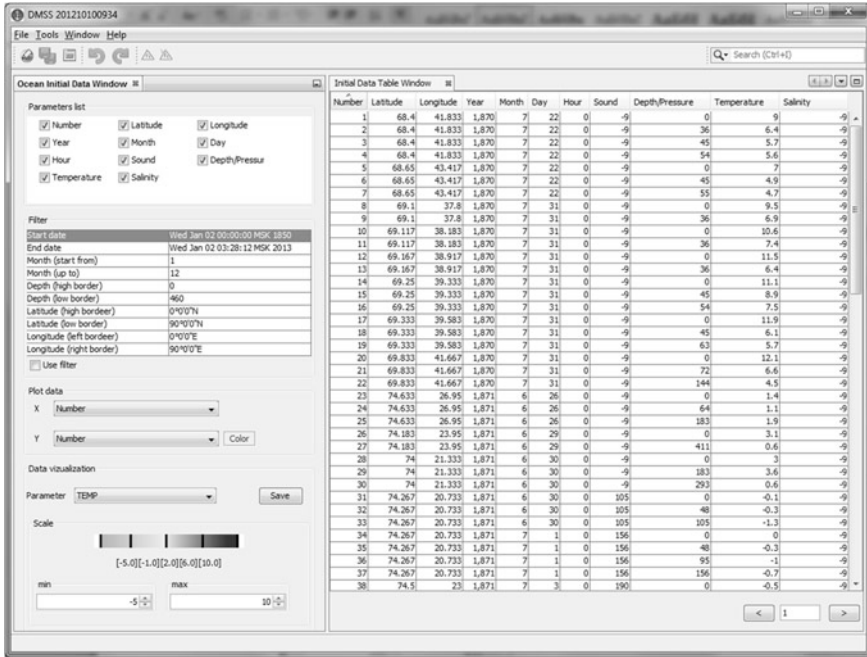 DMSS 201210100934
File Tools Window Help
Search (Ctrl+I)
Ocean Initial Data Window
Parameters list
Number Latitude Longitude
Year Month Day
Hour Sound Depth/Pressur
Temperature Salinity
Filter
Start date Wed Jan 02 00:00:00 MSK 1850
End date Wed Jan 02 03:28:12 MSK 2013
Month (start from) 1
Month (up to) 12
Depth (high border) 0
Depth (low border) 460
Latitude (high bordeer) 0°0'0"N
Latitude (low border) 90°0'0"N
Longitude (left bordeer) 0°0'0"E
Longitude (right border) 90°0'0"E
Use filter
Plot data
X Number
Y Number Color
Data vizualization
Parameter TEMP Save
Scale
[-5.0][-1.0][2.0][6.0][10.0]
min max
-5 10
Initial Data Table Window
Number Latitude Longitude Year Month Day Hour Sound Depth/Pressure Temperature Salinity
1 68.4 41.833 1,870 7 22 0 -9 0 9 -9
2 68.4 41.833 1,870 7 22 0 -9 36 6.4 -9
3 68.4 41.833 1,870 7 22 0 -9 45 5.7 -9
4 68.4 41.833 1,870 7 22 0 -9 54 5.6 -9
5 68.65 43.417 1,870 7 22 0 -9 0 7 -9
6 68.65 43.417 1,870 7 22 0 -9 45 4.9 -9
7 68.65 43.417 1,870 7 22 0 -9 55 4.7 -9
8 69.1 37.8 1,870 7 31 0 -9 0 9.5 -9
9 69.1 37.8 1,870 7 31 0 -9 36 6.9 -9
10 69.117 38.183 1,870 7 31 0 -9 0 10.6 -9
11 69.117 38.183 1,870 7 31 0 -9 36 7.4 -9
12 69.167 38.917 1,870 7 31 0 -9 0 11.5 -9
13 69.167 38.917 1,870 7 31 0 -9 36 6.4 -9
14 69.25 39.333 1,870 7 31 0 -9 0 11.1 -9
15 69.25 39.333 1,870 7 31 0 -9 45 8.9 -9
16 69.25 39.333 1,870 7 31 0 -9 54 7.5 -9
17 69.333 39.583 1,870 7 31 0 -9 0 11.9 -9
18 69.333 39.583 1,870 7 31 0 -9 45 6.1 -9
19 69.333 39.583 1,870 7 31 0 -9 63 5.7 -9
20 69.833 41.667 1,870 7 31 0 -9 0 12.1 -9
21 69.833 41.667 1,870 7 31 0 -9 72 6.6 -9
22 69.833 41.667 1,870 7 31 0 -9 144 4.5 -9
23 74.633 26.95 1,871 6 26 0 -9 0 1.4 -9
24 74.633 26.95 1,871 6 26 0 -9 64 1.1 -9
25 74.633 26.95 1,871 6 26 0 -9 183 1.9 -9
26 74.183 23.95 1,871 6 29 0 -9 0 3.1 -9
27 74.183 23.95 1,871 6 29 0 -9 411 0.6 -9
28 74 21.333 1,871 6 30 0 -9 0 3 -9
29 74 21.333 1,871 6 30 0 -9 183 3.6 -9
30 74 21.333 1,871 6 30 0 -9 293 0.6 -9
31 74.267 20.733 1,871 6 30 0 105 0 -0.1 -9
32 74.267 20.733 1,871 6 30 0 105 48 -0.3 -9
33 74.267 20.733 1,871 6 30 0 105 105 -1.3 -9
34 74.267 20.733 1,871 7 1 0 156 0 0 -9
35 74.267 20.733 1,871 7 1 0 156 48 -0.3 -9
36 74.267 20.733 1,871 7 1 0 156 95 -1 -9
37 74.267 20.733 1,871 7 1 0 156 156 -0.7 -9
38 74.5 23 1,871 7 3 0 190 0 -0.5 -9
< 1 >